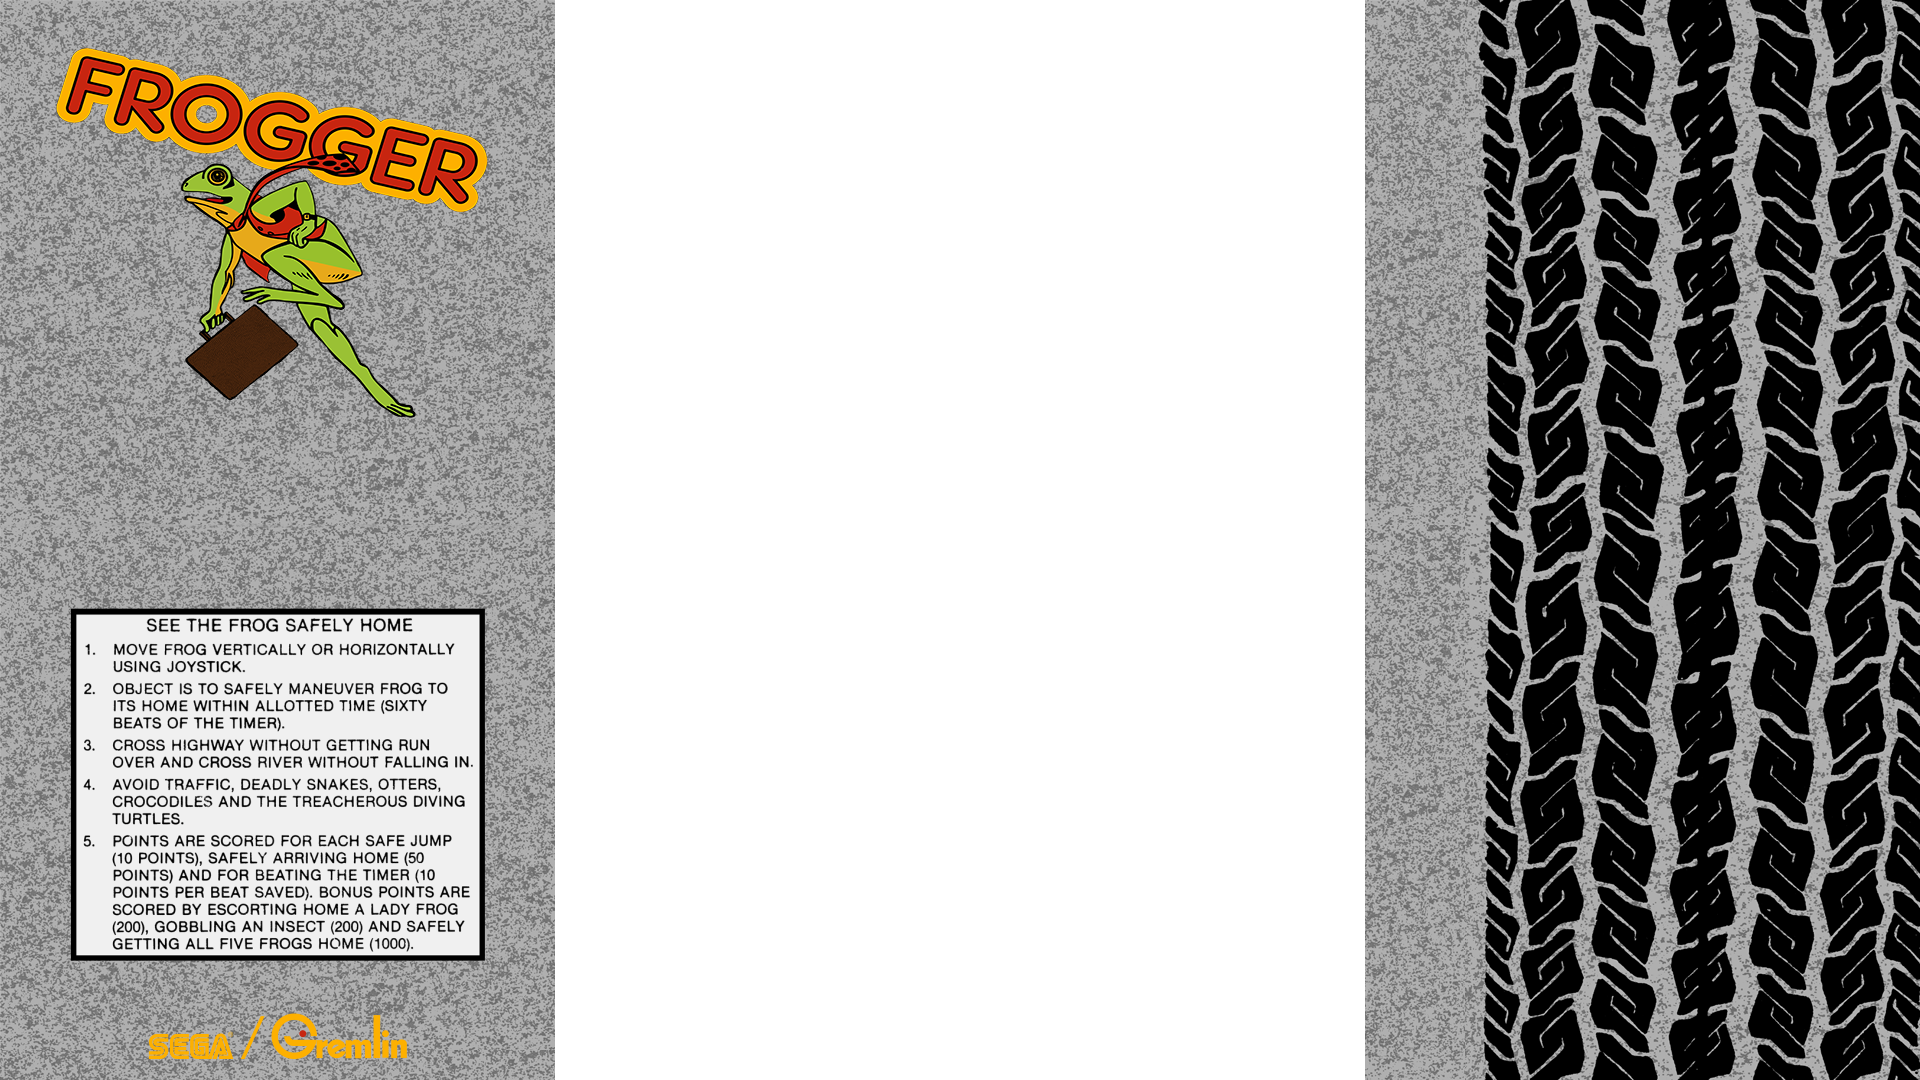 FROGGER
SEE THE FROG SAFELY HOME
1. MOVE FROG VERTICALLY OR HORIZONTALLY
USING JOYSTICK.
2. OBJECT IS TO SAFELY MANEUVER FROG TO
ITS HOME WITHIN ALLOTTED TIME (SIXTY
BEATS OF THE TIMER).
3. CROSS HIGHWAY WITHOUT GETTING RUN
OVER AND CROSS RIVER WITHOUT FALLING IN.
4. AVOID TRAFFIC, DEADLY SNAKES, OTTERS,
CROCODILES AND THE TREACHEROUS DIVING
TURTLES.
5. POINTS ARE SCORED FOR EACH SAFE JUMP
(10 POINTS), SAFELY ARRIVING HOME (50
POINTS) AND FOR BEATING THE TIMER (10
POINTS PER BEAT SAVED). BONUS POINTS ARE
SCORED BY ESCORTING HOME A LADY FROG
(200), GOBBLING AN INSECT (200) AND SAFELY
GETTING ALL FIVE FROGS HOME (1000).
SEGA / Gremlin